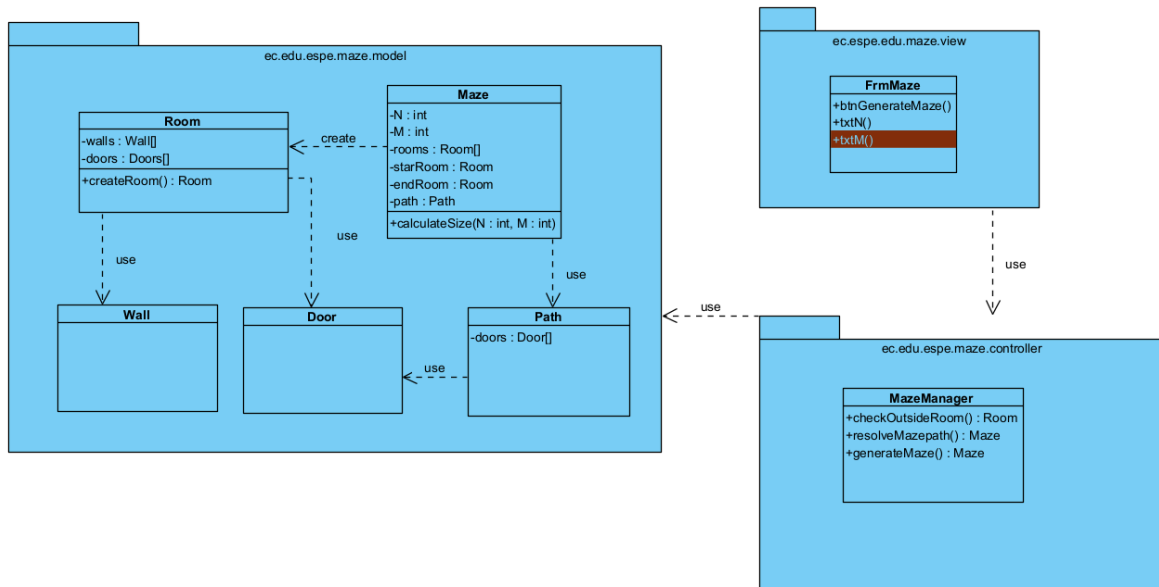 ec.edu.espe.maze.model
Room
-walls : Wall[]
-doors : Doors[]
+createRoom() : Room
create
Maze
-N : int
-M : int
-rooms : Room[]
-starRoom : Room
-endRoom : Room
-path : Path
+calculateSize(N : int, M : int)
use
use
use
Wall
Door
Path
-doors : Door[]
use
ec.espe.edu.maze.view
FrmMaze
+btnGenerateMaze()
+txtN()
+txtM()
use
use
ec.edu.espe.maze.controller
MazeManager
+checkOutsideRoom() : Room
+resolveMazepath() : Maze
+generateMaze() : Maze